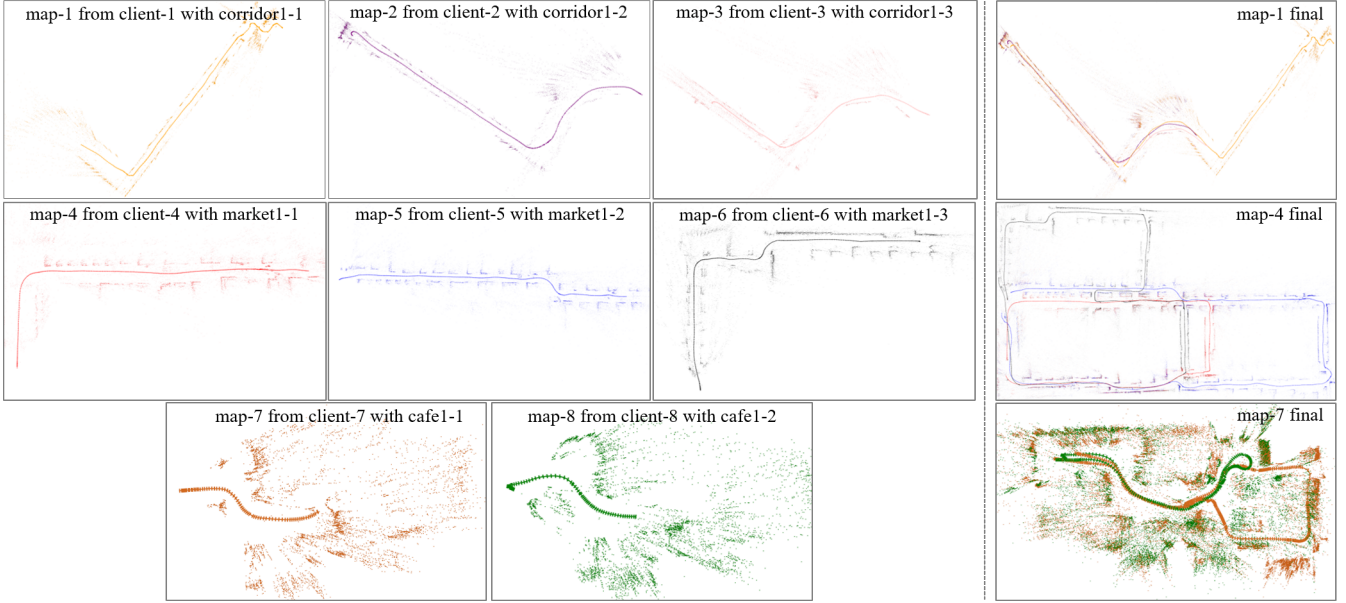 map-1 from client-1 with corridor1-1
map-2 from client-2 with corridor1-2
map-3 from client-3 with corridor1-3
map-1 final
map-4 from client-4 with market1-1
map-5 from client-5 with market1-2
map-6 from client-6 with market1-3
map-4 final
map-7 from client-7 with cafe1-1
map-8 from client-8 with cafe1-2
map-7 final